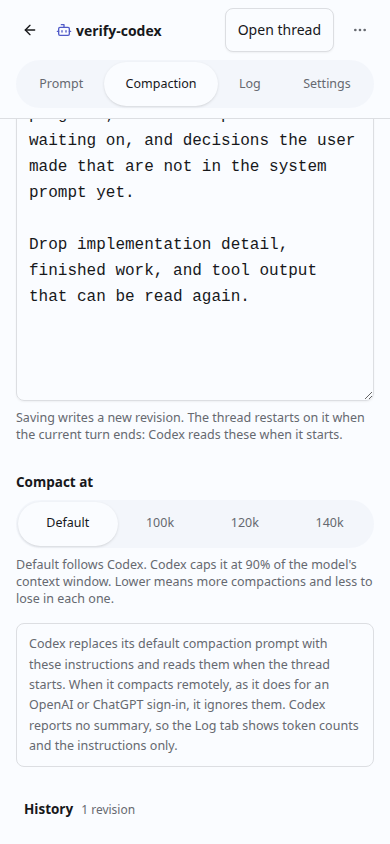 verify-codex
Open thread
Prompt
Compaction
Log
Settings
waiting on, and decisions the user
made that are not in the system
prompt yet.
Drop implementation detail,
finished work, and tool output
that can be read again.
Saving writes a new revision. The thread restarts on it when
the current turn ends: Codex reads these when it starts.
Compact at
Default
100k
120k
140k
Default follows Codex. Codex caps it at 90% of the model's
context window. Lower means more compactions and less to
lose in each one.
Codex replaces its default compaction prompt with
these instructions and reads them when the thread
starts. When it compacts remotely, as it does for an
OpenAI or ChatGPT sign-in, it ignores them. Codex
reports no summary, so the Log tab shows token counts
and the instructions only.
History 1 revision